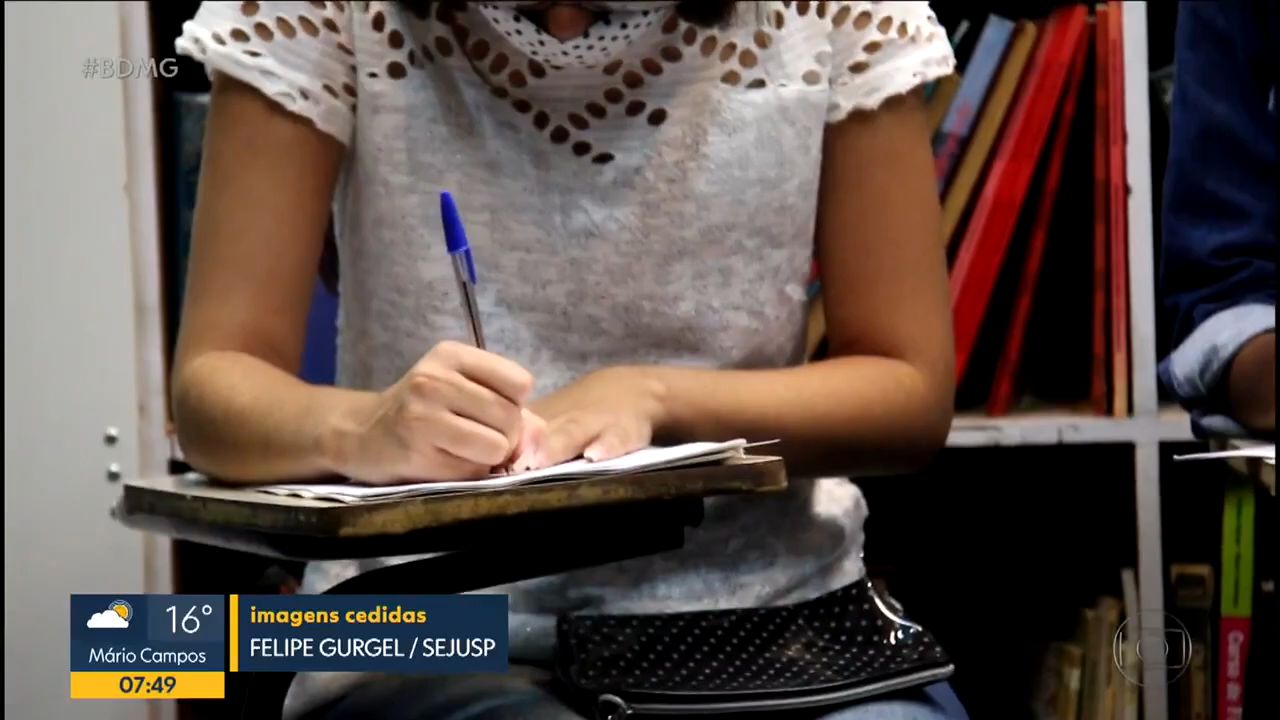 #BDMG
16°
Mário Campos
07:49
imagens cedidas
FELIPE GURGEL / SEJUSP